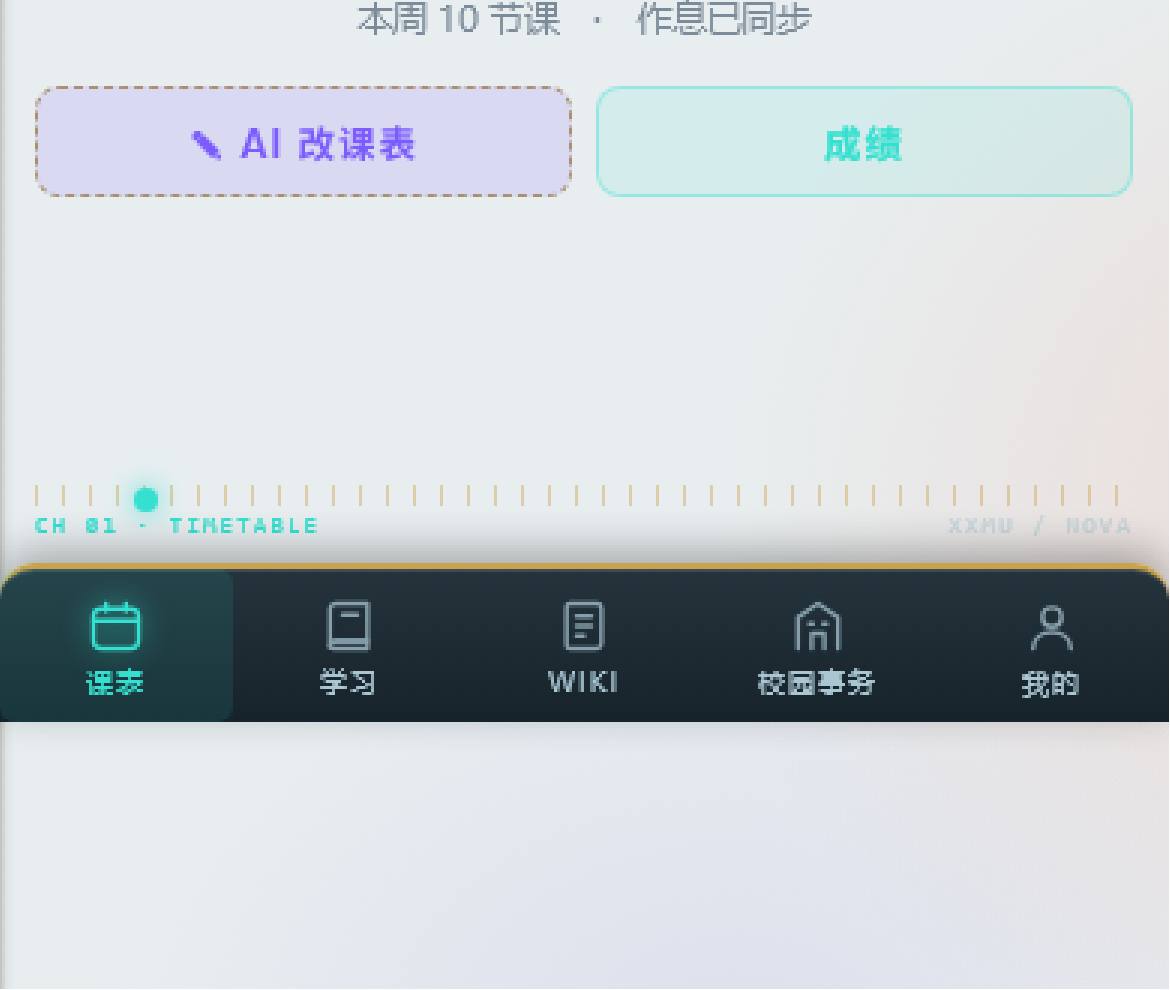 本周 10 节课 · 作息已同步
AI 改课表
成绩
CH 01 · TIMETABLE
XXMU / NOVA
课表
学习
WIKI
校园事务
我的